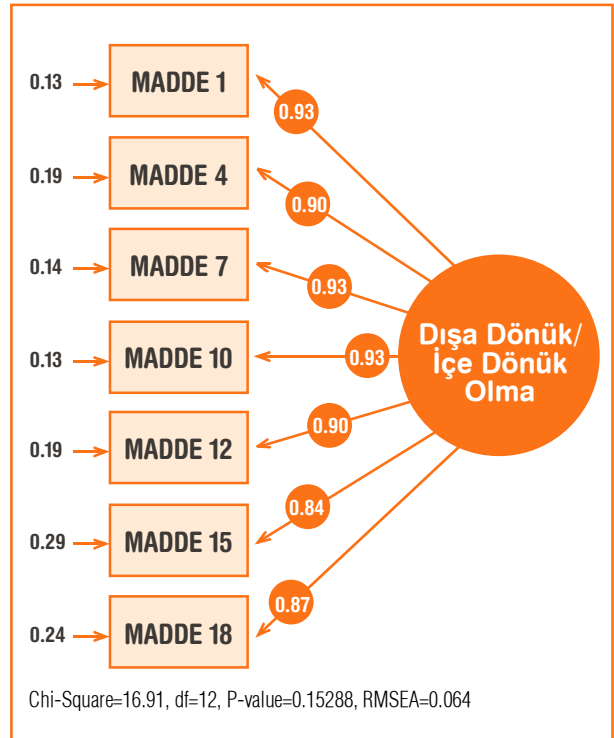 0.13
MADDE 1
0.93
0.19
MADDE 4
0.90
0.14
MADDE 7
0.93
0.13
MADDE 10
0.93
0.19
MADDE 12
0.90
0.29
MADDE 15
0.84
0.24
MADDE 18
0.87
Dışa Dönük/
İçe Dönük
Olma
Chi-Square=16.91, df=12, P-value=0.15288, RMSEA=0.064